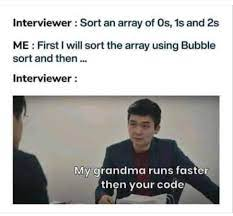 Interviewer : Sort an array of 0s, 1s and 2s
ME : First I will sort the array using Bubble
sort and then ...
Interviewer :
My grandma runs faster
then your code